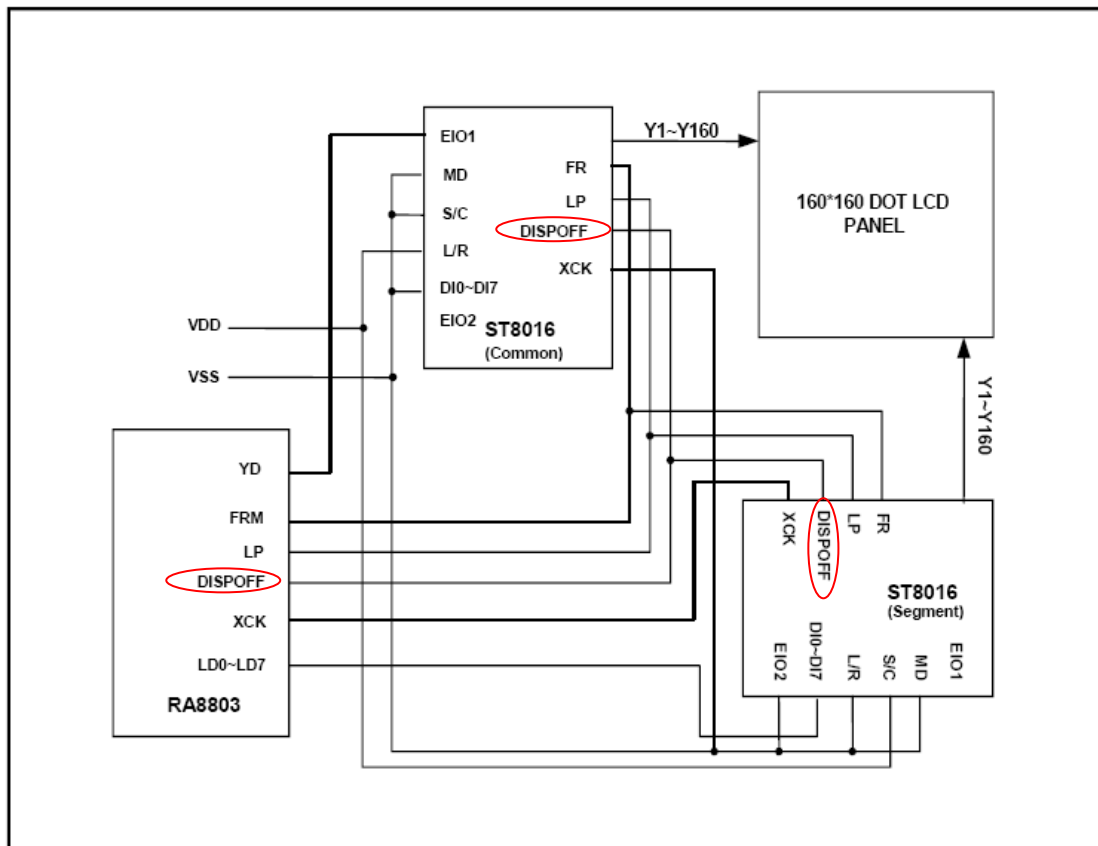 EIO1
MD
S/C
L/R
DI0~DI7
EIO2
FR
LP
DISPOFF
XCK
ST8016
(Common)
Y1~Y160
160*160 DOT LCD
PANEL
VDD
VSS
Y1~Y160
YD
FRM
LP
DISPOFF
XCK
LD0~LD7
RA8803
XCK
DISPOFF
LP
FR
ST8016
(Segment)
EIO2
DI0~DI7
L/R
S/C
MD
EIO1